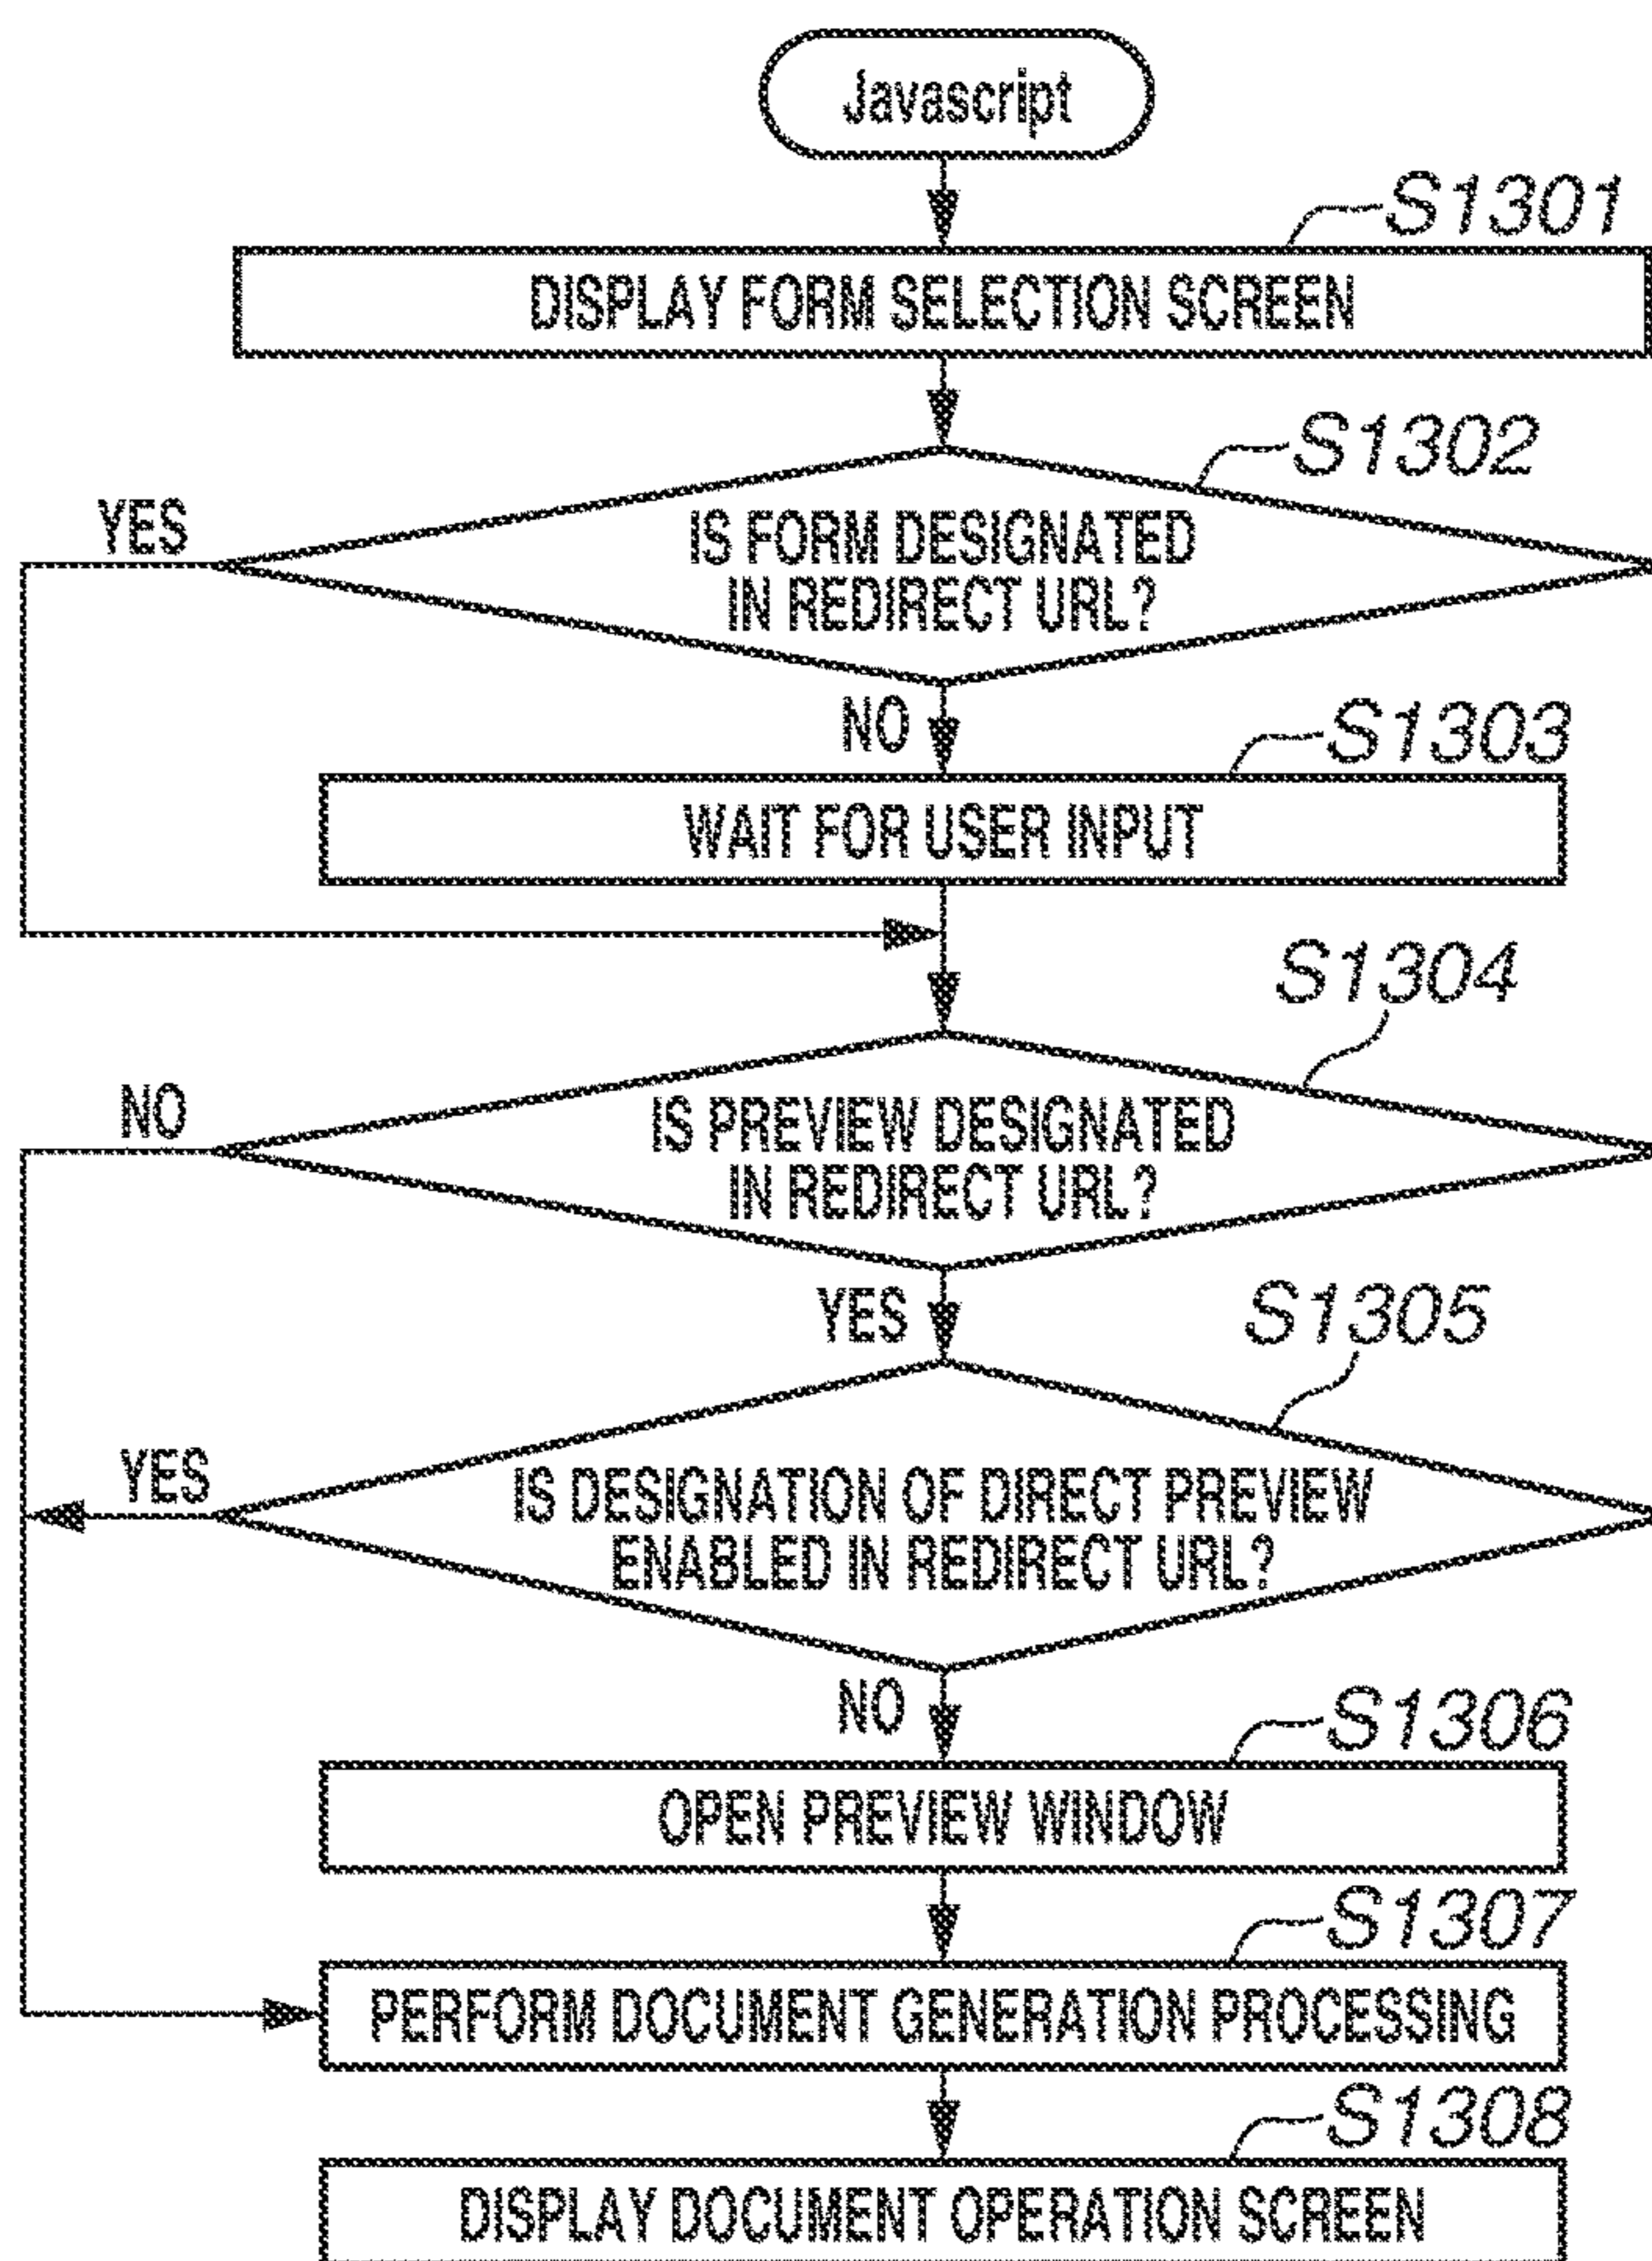 Javascript
S1301
DISPLAY FORM SELECTION SCREEN
S1302
YES
IS FORM DESIGNATED
IN REDIRECT URL?
NO
S1303
WAIT FOR USER INPUT
S1304
NO
IS PREVIEW DESIGNATED
IN REDIRECT URL?
YES
S1305
YES
IS DESIGNATION OF DIRECT PREVIEW
ENABLED IN REDIRECT URL?
NO
S1306
OPEN PREVIEW WINDOW
S1307
PERFORM DOCUMENT GENERATION PROCESSING
S1308
DISPLAY DOCUMENT OPERATION SCREEN